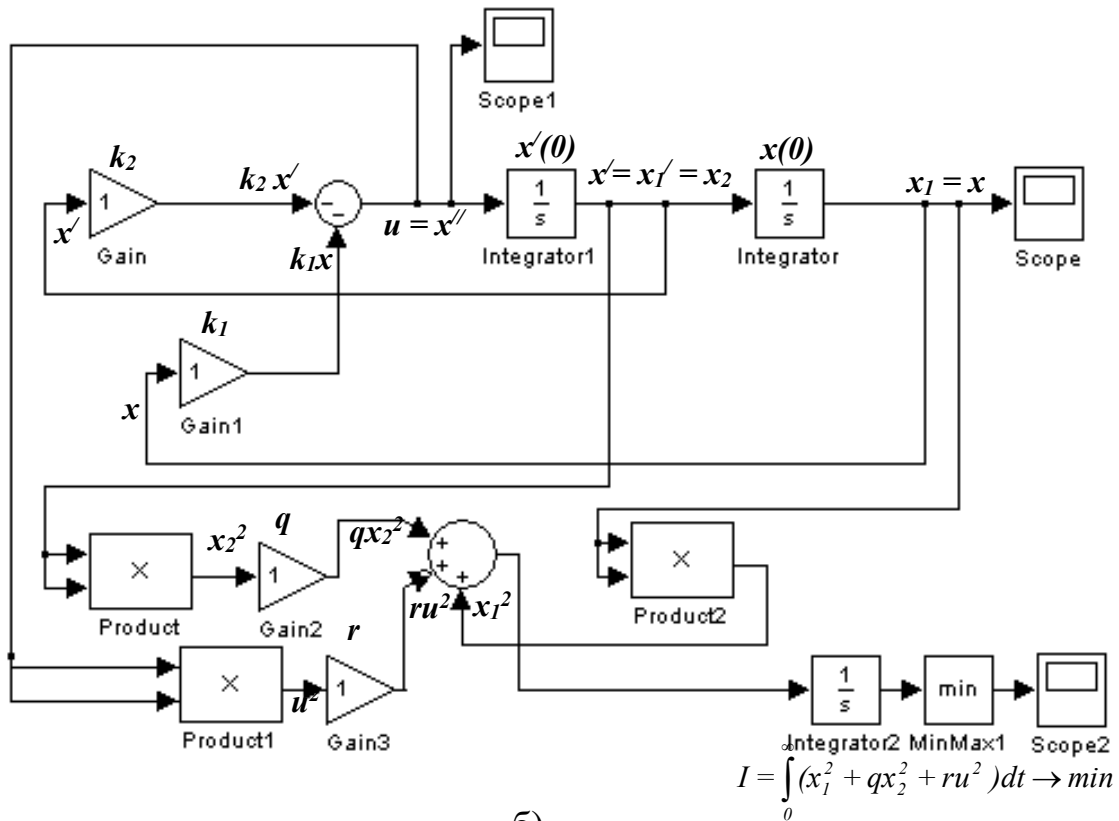 Scope1
k₂
x′(0)
x(0)
k₂ x′
x′= x₁′ = x₂
x₁ = x
1
− −
1/s
1/s
x′
u = x′′
Gain
k₁x
Integrator1
Integrator
Scope
k₁
1
x
Gain1
q
x₂²
qx₂²
×
1
+ + +
×
ru²
x₁²
Product
Gain2
r
Product2
×
u²
1
1/s
min
Product1
Gain3
Integrator2
MinMax1
Scope2
I = ∫₀^∞ (x₁² + qx₂² + ru² )dt → min
б)